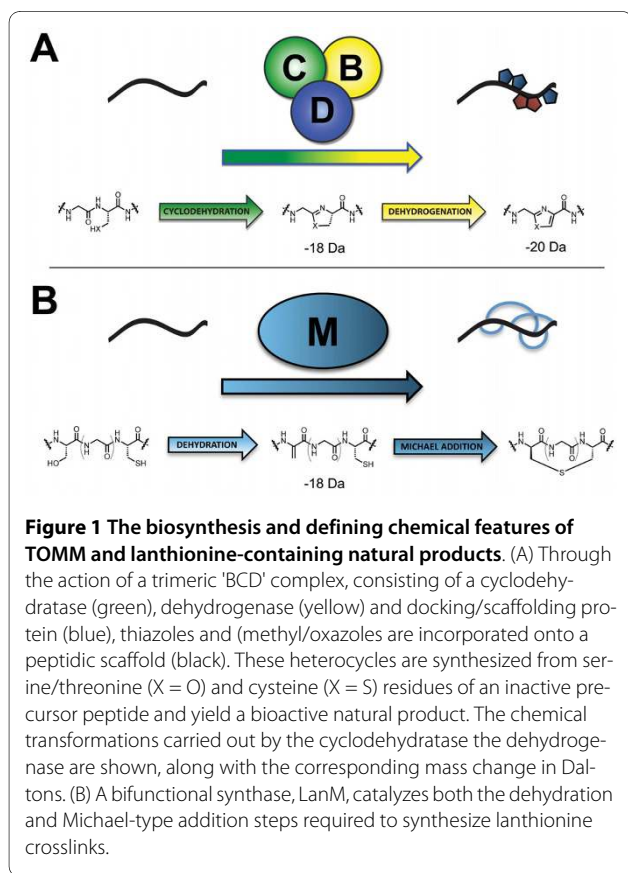 A
C B
D
N
H
O
H
N
HX
O
N
H
CYCLODEHYDRATION
N
H
N
X
O
N
H
DEHYDROGENATION
N
H
N
X
O
N
H
-18 Da
-20 Da
B
M
H
N
O
N
H
O
H
N
O
N
H
HO
SH
DEHYDRATION
H
N
O
N
H
O
H
N
O
N
H
SH
MICHAEL ADDITION
H
N
O
N
H
O
H
N
O
N
H
S
-18 Da
Figure 1 The biosynthesis and defining chemical features of
TOMM and lanthionine-containing natural products. (A) Through
the action of a trimeric 'BCD' complex, consisting of a cyclodehy-
dratase (green), dehydrogenase (yellow) and docking/scaffolding pro-
tein (blue), thiazoles and (methyl/oxazoles are incorporated onto a
peptidic scaffold (black). These heterocycles are synthesized from ser-
ine/threonine (X = O) and cysteine (X = S) residues of an inactive pre-
cursor peptide and yield a bioactive natural product. The chemical
transformations carried out by the cyclodehydratase the dehydroge-
nase are shown, along with the corresponding mass change in Dal-
tons. (B) A bifunctional synthase, LanM, catalyzes both the dehydration
and Michael-type addition steps required to synthesize lanthionine
crosslinks.